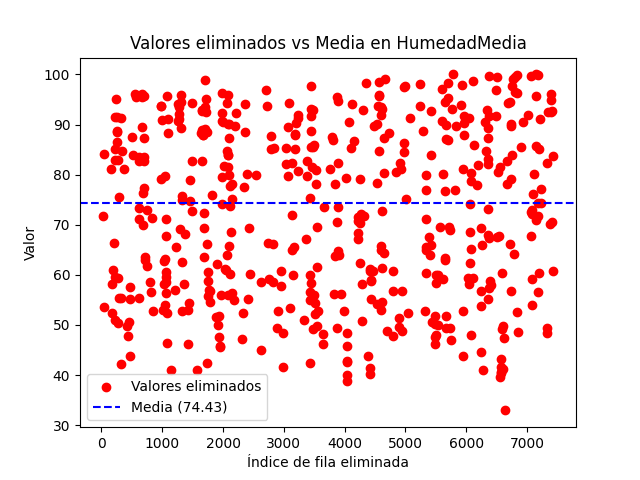 Valores eliminados vs Media en HumedadMedia
Valor
100
90
80
70
60
50
40
30
Valores eliminados
Media (74.43)
0 1000 2000 3000 4000 5000 6000 7000
Índice de fila eliminada